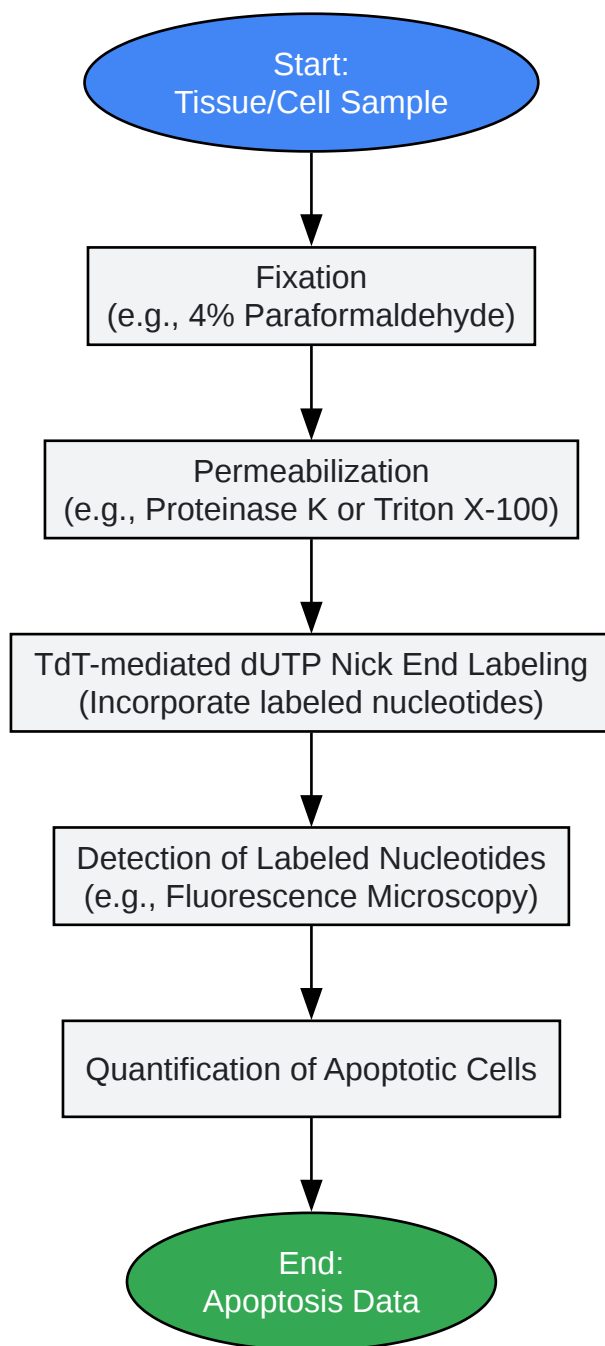 Start:
Tissue/Cell Sample
Fixation
(e.g., 4% Paraformaldehyde)
Permeabilization
(e.g., Proteinase K or Triton X-100)
TdT-mediated dUTP Nick End Labeling
(Incorporate labeled nucleotides)
Detection of Labeled Nucleotides
(e.g., Fluorescence Microscopy)
Quantification of Apoptotic Cells
End:
Apoptosis Data